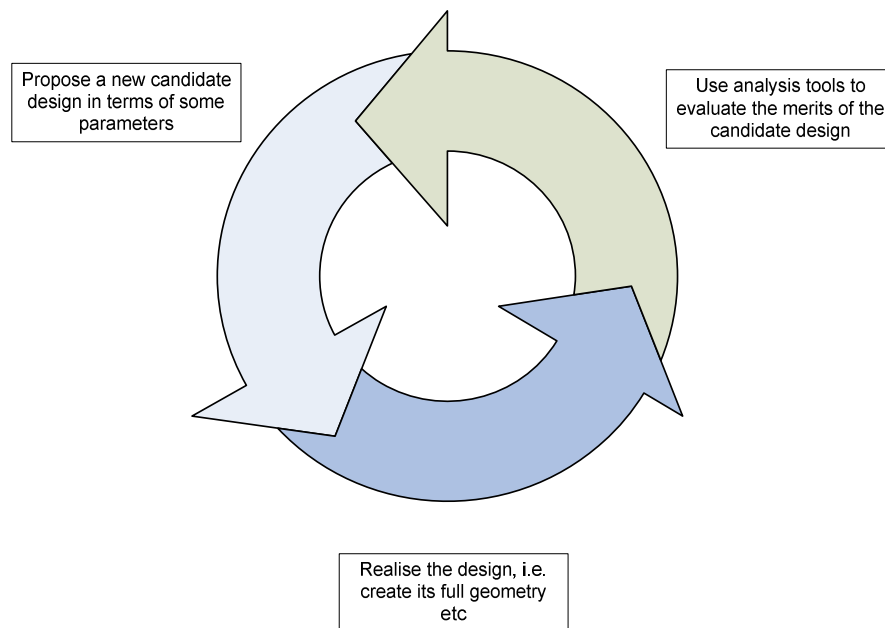 Propose a new candidate
design in terms of some
parameters
Use analysis tools to
evaluate the merits of the
candidate design
Realise the design, i.e.
create its full geometry
etc